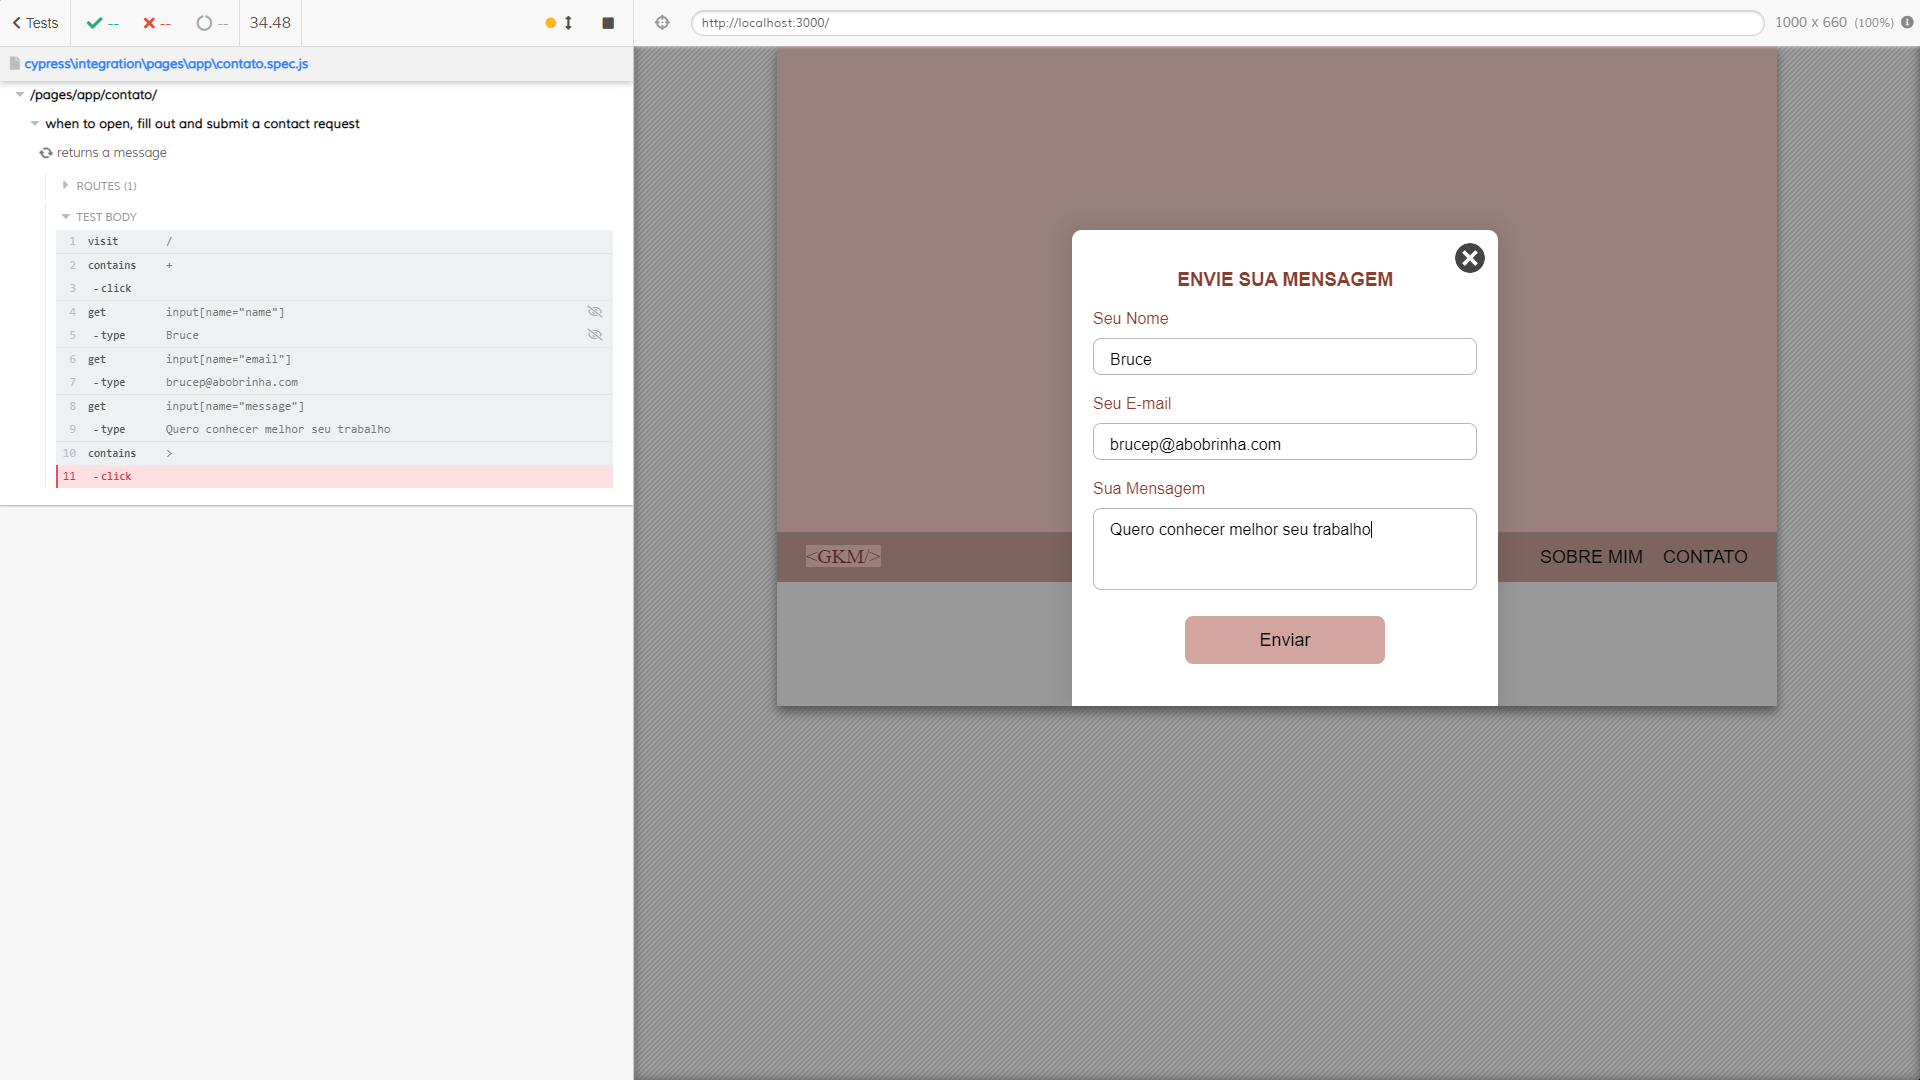 Tests -- -- -- 34.48
http://localhost:3000/ 1000 x 660 (100%)
cypress\integration\pages\app\contato.spec.js
/pages/app/contato/
when to open, fill out and submit a contact request
returns a message
ROUTES (1)
TEST BODY
1 visit /
2 contains +
3 -click
4 get input[name="name"]
5 -type Bruce
6 get input[name="email"]
7 -type brucep@abobrinha.com
8 get input[name="message"]
9 -type Quero conhecer melhor seu trabalho
10 contains >
11 -click
ENVIE SUA MENSAGEM
Seu Nome
Bruce
Seu E-mail
brucep@abobrinha.com
Sua Mensagem
Quero conhecer melhor seu trabalho
<GKM/> SOBRE MIM CONTATO
Enviar